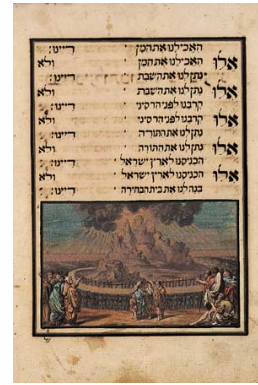 האכילנו את המן דיינו:
אלו האכילנו את המן ולא
נתן לנו את השבת דיינו:
אלו נתן לנו את השבת ולא
קרבנו לפני הר סיני דיינו:
אלו קרבנו לפני הר סיני ולא
נתן לנו את התורה דיינו:
אלו נתן לנו את התורה ולא
הכניסנו לארץ ישראל דיינו:
אלו הכניסנו לארץ ישראל ולא
בנה לנו את בית הבחירה דיינו: